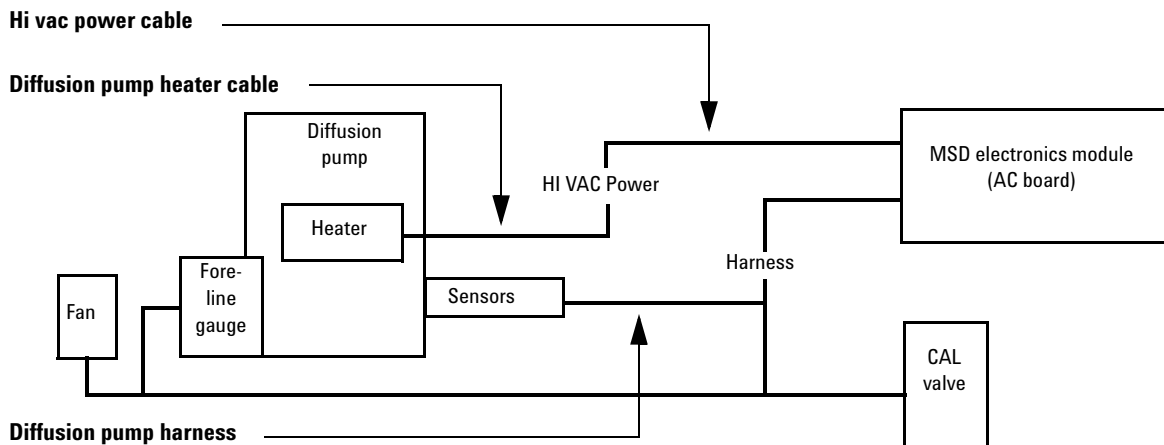 Hi vac power cable
Diffusion pump heater cable
Diffusion
pump
MSD electronics module
(AC board)
HI VAC Power
Heater
Harness
Fore-
line
gauge
Sensors
Fan
CAL
valve
Diffusion pump harness